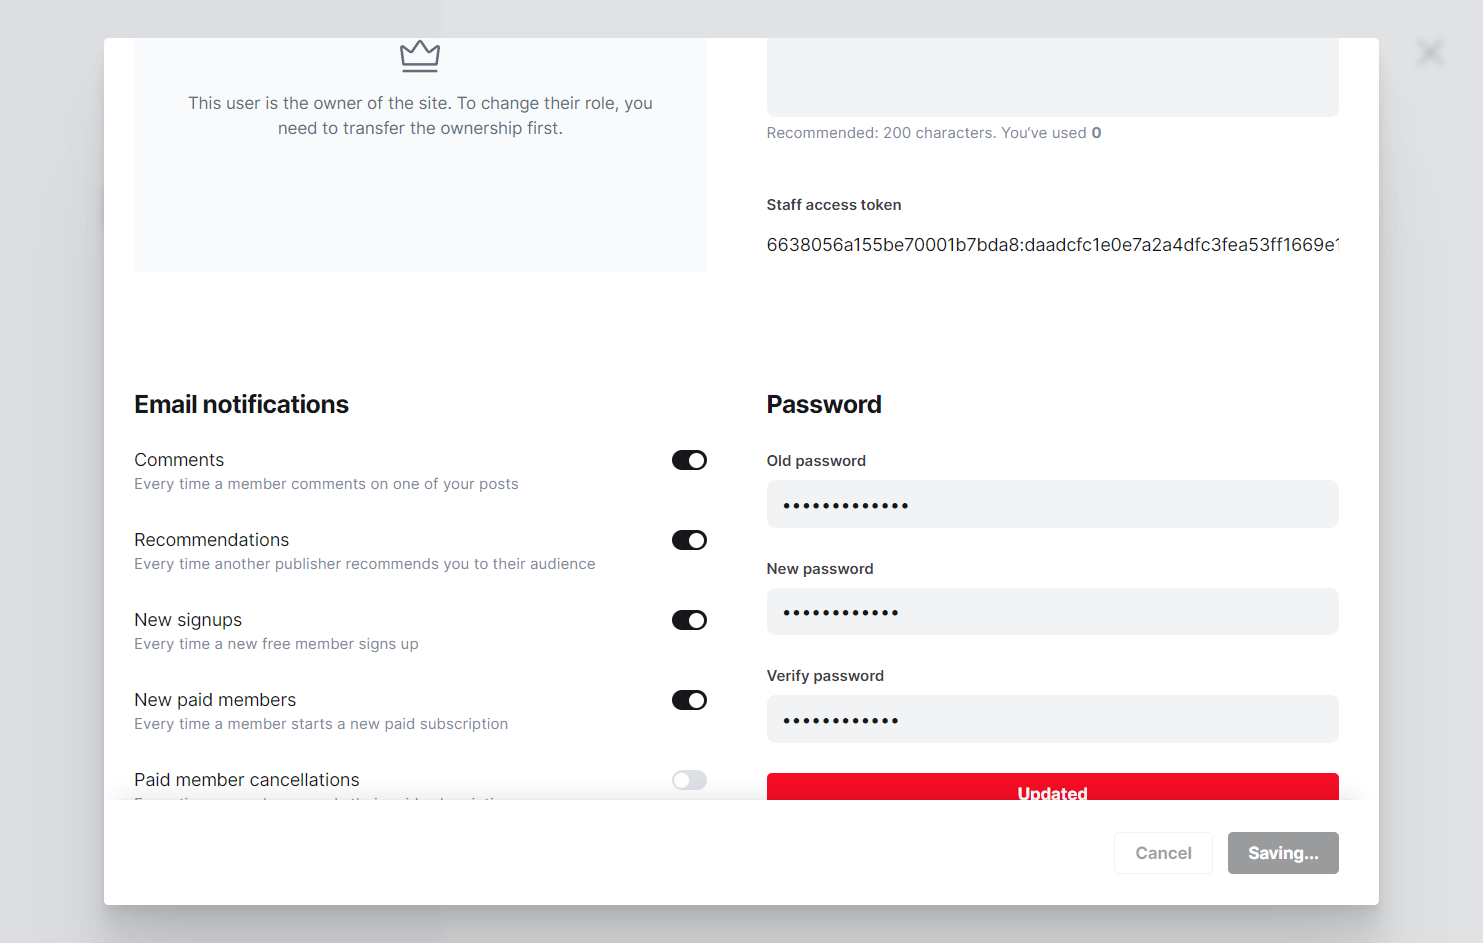 This user is the owner of the site. To change their role, you
need to transfer the ownership first.
Recommended: 200 characters. You've used 0
Staff access token
6638056a155be70001b7bda8:daadcfc1e0e7a2a4dfc3fea53ff1669e1
Email notifications
Comments
Every time a member comments on one of your posts
Recommendations
Every time another publisher recommends you to their audience
New signups
Every time a new free member signs up
New paid members
Every time a member starts a new paid subscription
Paid member cancellations
Password
Old password
•••••••••••••
New password
••••••••••••
Verify password
••••••••••••
Updated
Cancel
Saving...